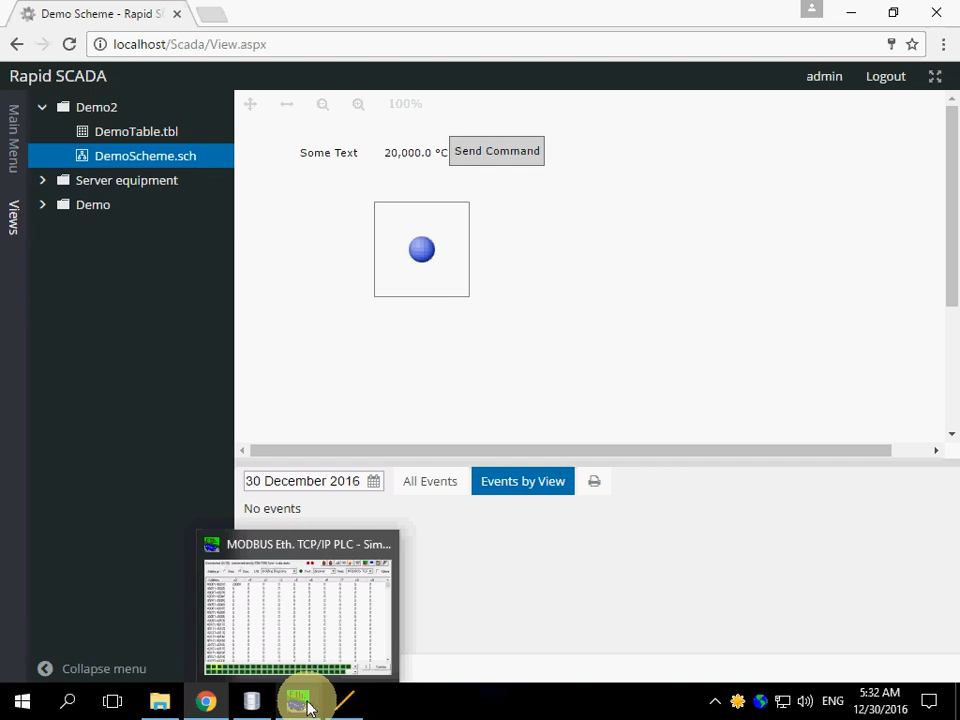 Demo Scheme - Rapid S
localhost/Scada/View.aspx
Rapid SCADA
admin
Logout
Main Menu
Views
Demo2
DemoTable.tbl
DemoScheme.sch
Server equipment
Demo
100%
Some Text
20,000.0 °C
Send Command
30 December 2016
All Events
Events by View
No events
MODBUS Eth. TCP/IP PLC - Sim...
Collapse menu
Eth.
ENG
5:32 AM
12/30/2016